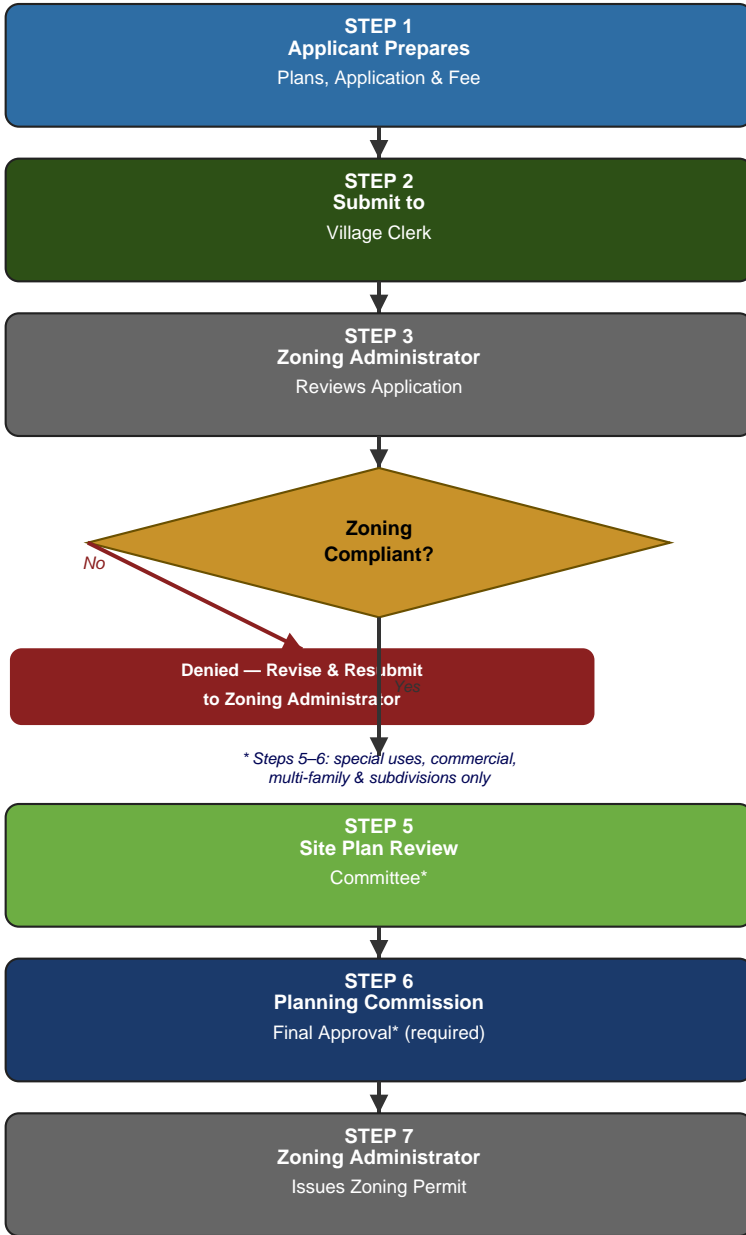 STEP 1
Applicant Prepares
Plans, Application & Fee
STEP 2
Submit to
Village Clerk
STEP 3
Zoning Administrator
Reviews Application
Zoning
Compliant?
No
Denied — Revise & Resubmit
to Zoning Administrator
Yes
* Steps 5–6: special uses, commercial,
multi-family & subdivisions only
STEP 5
Site Plan Review
Committee*
STEP 6
Planning Commission
Final Approval* (required)
STEP 7
Zoning Administrator
Issues Zoning Permit